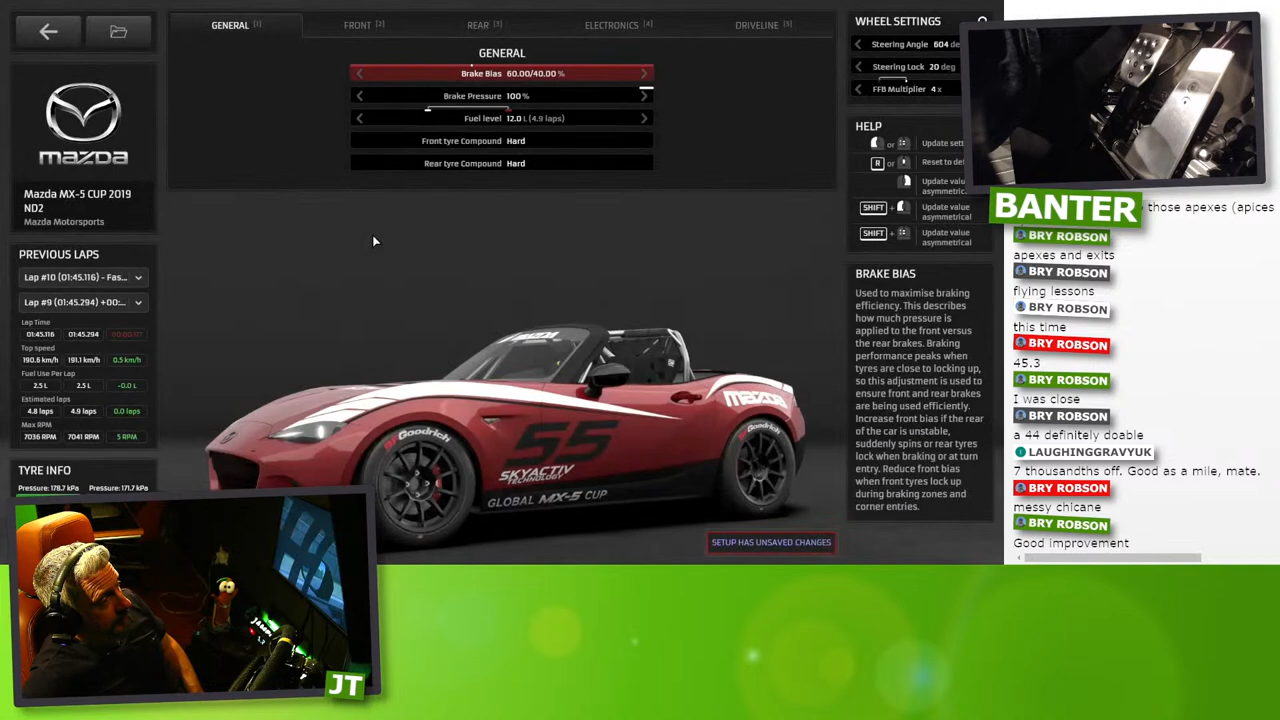 GENERAL [1]
FRONT [2]
REAR [3]
ELECTRONICS [4]
DRIVELINE [5]
GENERAL
Brake Bias 60.00/40.00 %
Brake Pressure 100 %
Fuel level 12.0 L (4.9 laps)
Front tyre Compound Hard
Rear tyre Compound Hard
mazda
Mazda MX-5 CUP 2019
ND2
Mazda Motorsports
PREVIOUS LAPS
Lap #10 (01:45.116) - Fas...
Lap #9 (01:45.294) +00:...
Lap Time
01:45.116 01:45.294 00:00.177
Top speed
190.6 km/h 191.1 km/h 0.5 km/h
Fuel Use Per Lap
2.5 L 2.5 L -0.0 L
Estimated laps
4.8 laps 4.9 laps 0.0 laps
Max RPM
7036 RPM 7041 RPM 5 RPM
TYRE INFO
Pressure: 178.7 kPa Pressure: 171.7 kPa
WHEEL SETTINGS
Steering Angle 604 de
Steering Lock 20 deg
FFB Multiplier 4 x
HELP
or Update sett
R or Reset to def
Update valu
asymmetrical
SHIFT + Update value
asymmetrical
SHIFT + Update value
asymmetrical
BRAKE BIAS
Used to maximise braking
efficiency. This describes
how much pressure is
applied to the front versus
the rear brakes. Braking
performance peaks when
tyres are close to locking up,
so this adjustment is used to
ensure front and rear brakes
are being used efficiently.
Increase front bias if the rear
of the car is unstable,
suddenly spins or rear tyres
lock when braking or at turn
entry. Reduce front bias
when front tyres lock up
during braking zones and
corner entries.
Goodrich
55
SKYACTIV
TECHNOLOGY
GLOBAL MX-5 CUP
mazda
Goodrich
SETUP HAS UNSAVED CHANGES
BANTER
those apexes (apices
BRY ROBSON
apexes and exits
BRY ROBSON
flying lessons
BRY ROBSON
this time
BRY ROBSON
45.3
BRY ROBSON
I was close
BRY ROBSON
a 44 definitely doable
LAUGHINGGRAVYUK
7 thousandths off. Good as a mile, mate.
BRY ROBSON
messy chicane
BRY ROBSON
Good improvement
JT